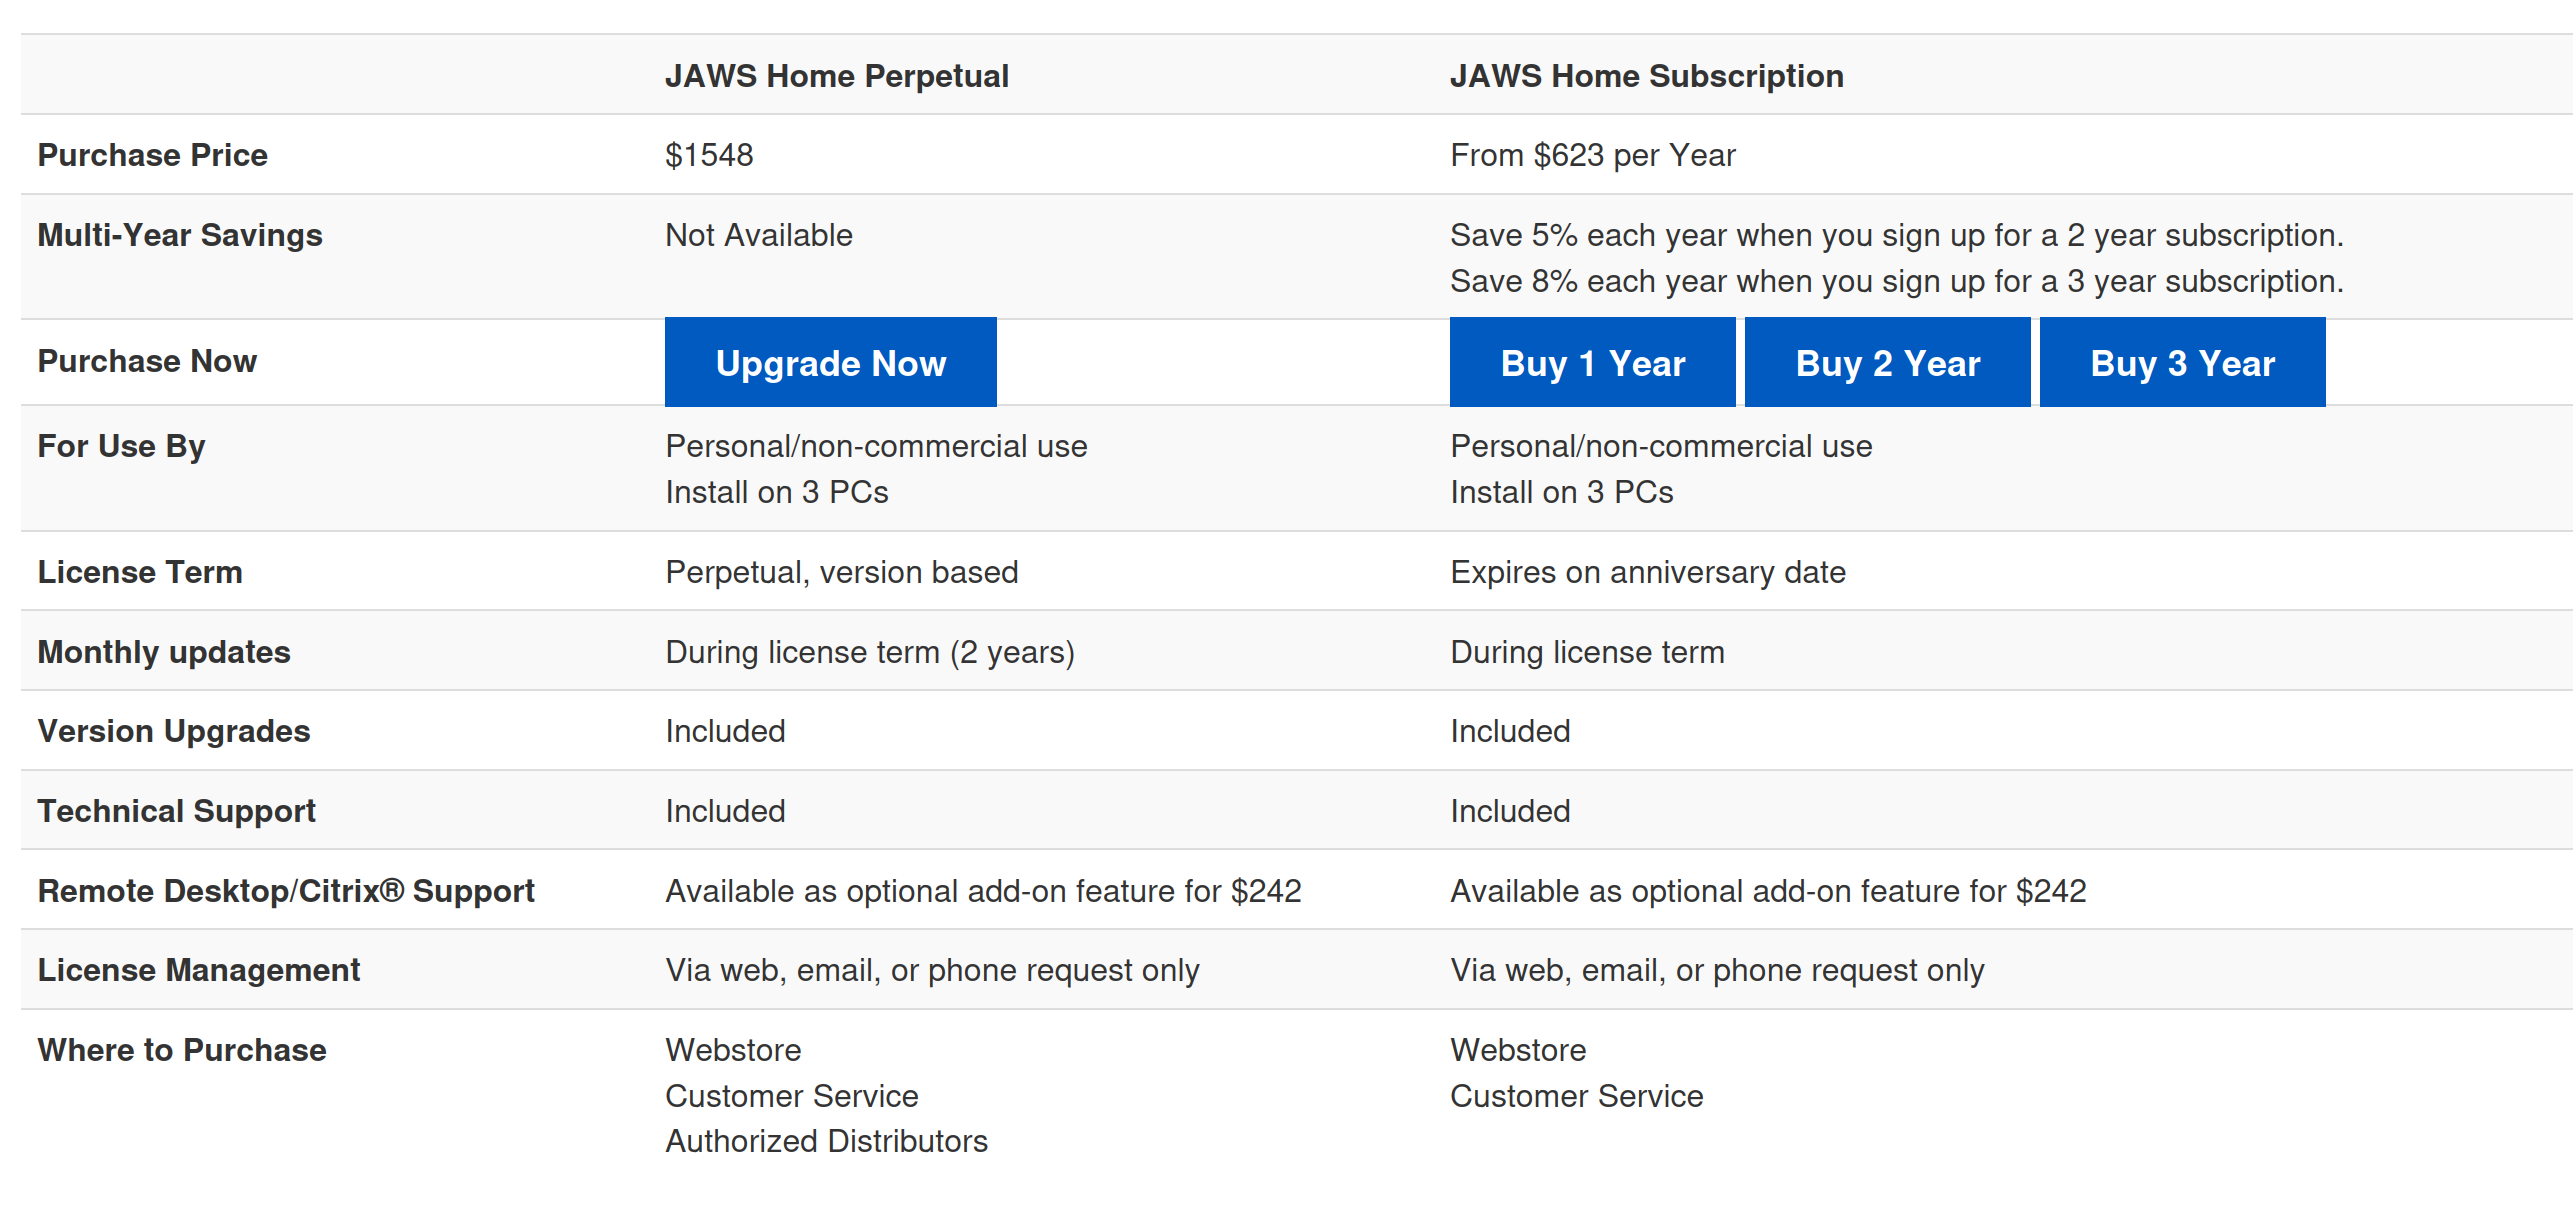 JAWS Home Perpetual JAWS Home Subscription
Purchase Price $1548 From $623 per Year
Multi-Year Savings Not Available Save 5% each year when you sign up for a 2 year subscription.
Save 8% each year when you sign up for a 3 year subscription.
Purchase Now Upgrade Now Buy 1 Year Buy 2 Year Buy 3 Year
For Use By Personal/non-commercial use Personal/non-commercial use
Install on 3 PCs Install on 3 PCs
License Term Perpetual, version based Expires on anniversary date
Monthly updates During license term (2 years) During license term
Version Upgrades Included Included
Technical Support Included Included
Remote Desktop/Citrix® Support Available as optional add-on feature for $242 Available as optional add-on feature for $242
License Management Via web, email, or phone request only Via web, email, or phone request only
Where to Purchase Webstore Webstore
Customer Service Customer Service
Authorized Distributors